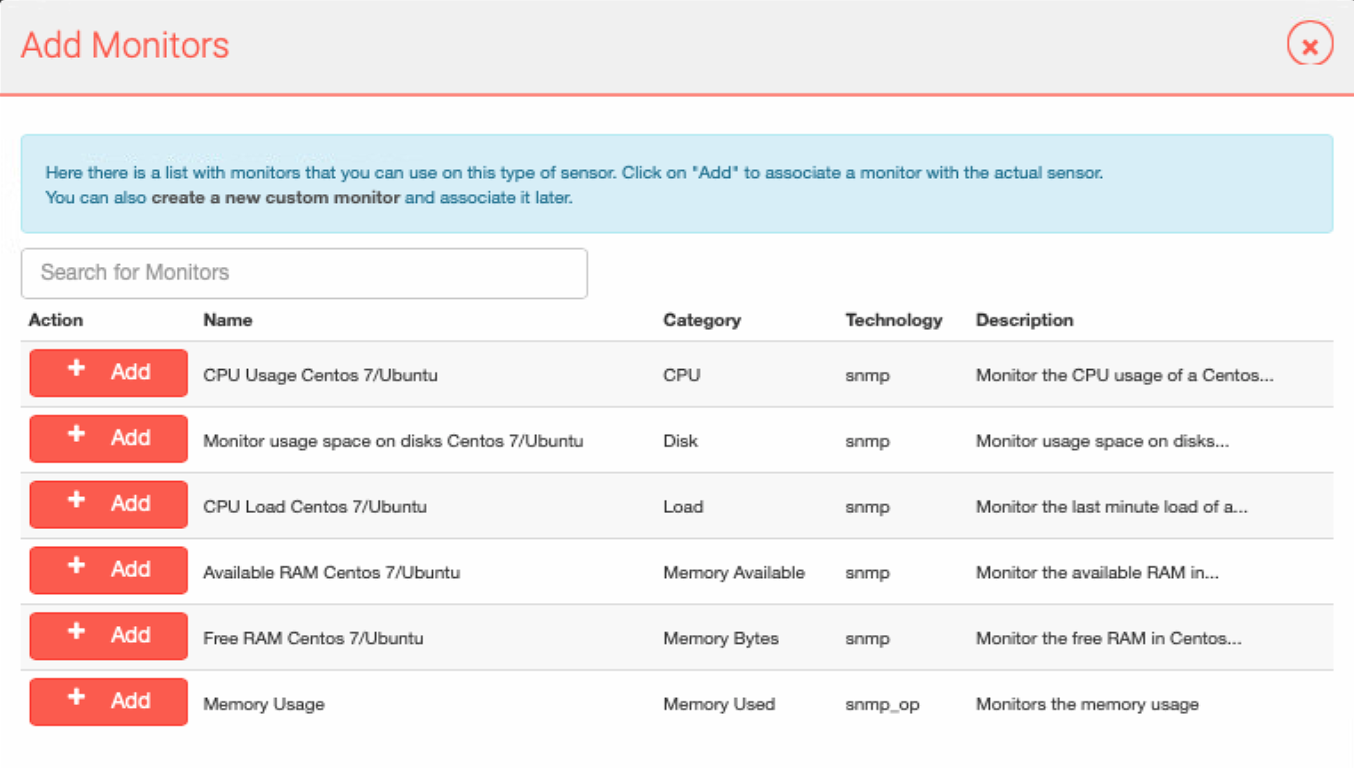 Add Monitors
Here there is a list with monitors that you can use on this type of sensor. Click on "Add" to associate a monitor with the actual sensor.
You can also create a new custom monitor and associate it later.
Search for Monitors
Action Name Category Technology Description
Add CPU Usage Centos 7/Ubuntu CPU snmp Monitor the CPU usage of a Centos...
Add Monitor usage space on disks Centos 7/Ubuntu Disk snmp Monitor usage space on disks...
Add CPU Load Centos 7/Ubuntu Load snmp Monitor the last minute load of a...
Add Available RAM Centos 7/Ubuntu Memory Available snmp Monitor the available RAM in...
Add Free RAM Centos 7/Ubuntu Memory Bytes snmp Monitor the free RAM in Centos...
Add Memory Usage Memory Used snmp_op Monitors the memory usage